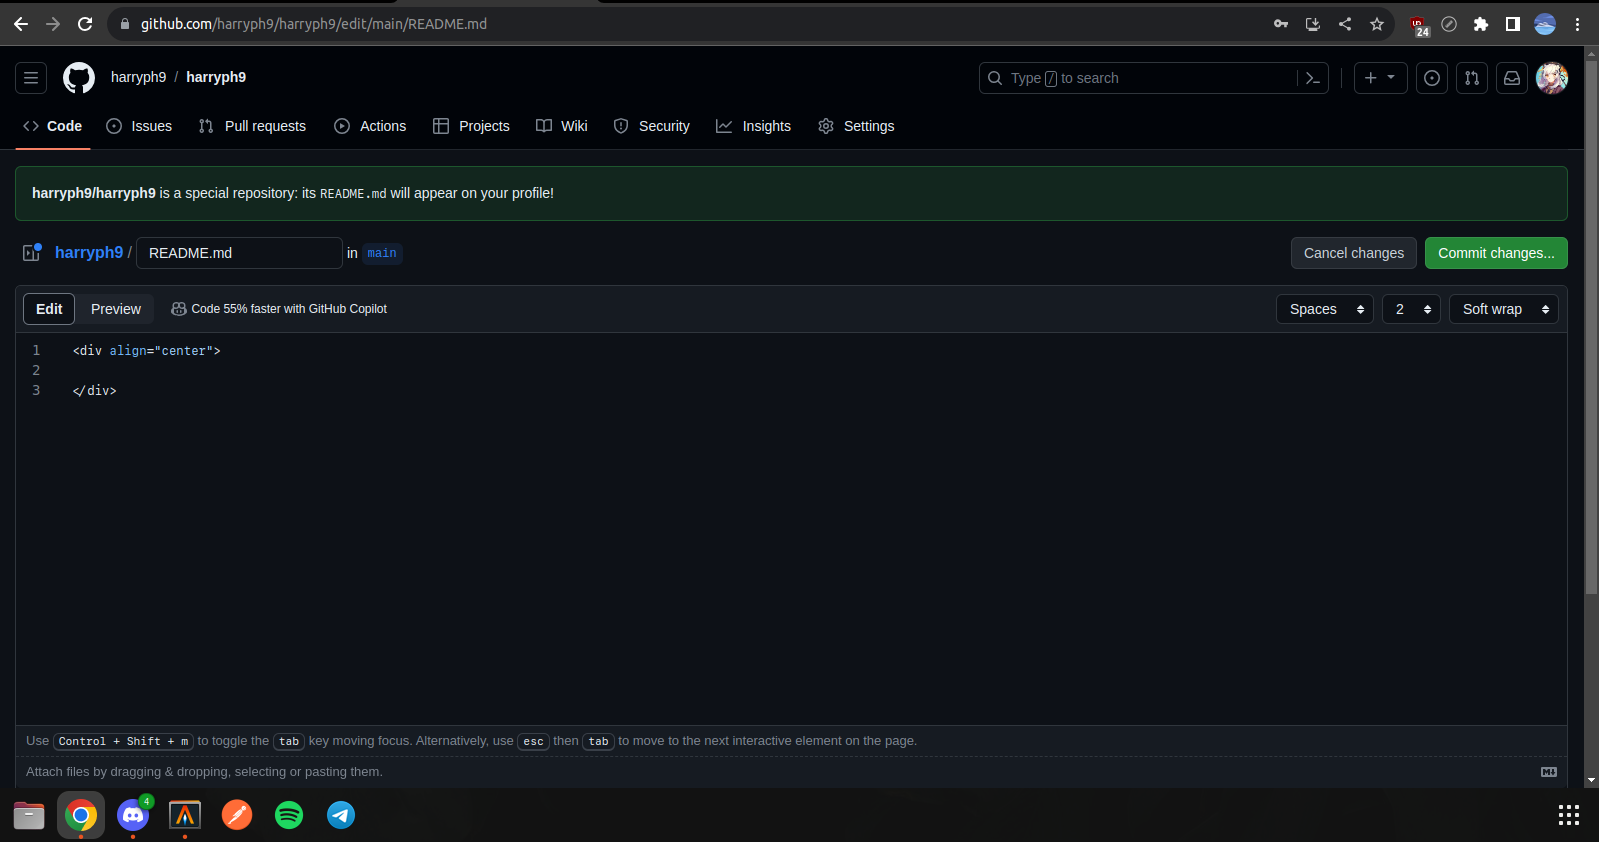 github.com/harryph9/harryph9/edit/main/README.md
24
harryph9 / harryph9
Type / to search
Code Issues Pull requests Actions Projects Wiki Security Insights Settings
harryph9/harryph9 is a special repository: its README.md will appear on your profile!
harryph9 / README.md in main
Cancel changes Commit changes...
Edit Preview Code 55% faster with GitHub Copilot
Spaces 2 Soft wrap
1 <div align="center">
2
3 </div>
Use Control + Shift + m to toggle the tab key moving focus. Alternatively, use esc then tab to move to the next interactive element on the page.
Attach files by dragging & dropping, selecting or pasting them.
4